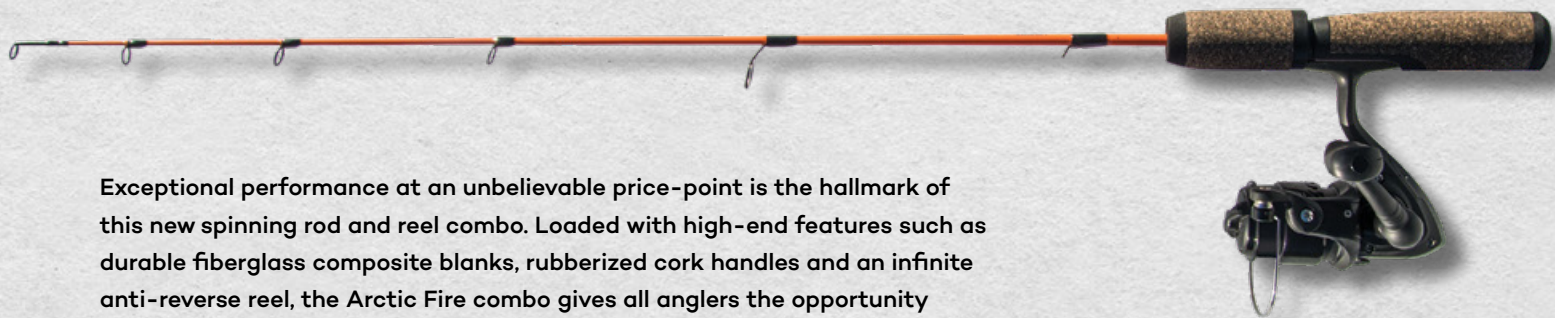 Exceptional performance at an unbelievable price-point is the hallmark of
this new spinning rod and reel combo. Loaded with high-end features such as
durable fiberglass composite blanks, rubberized cork handles and an infinite
anti-reverse reel, the Arctic Fire combo gives all anglers the opportunity